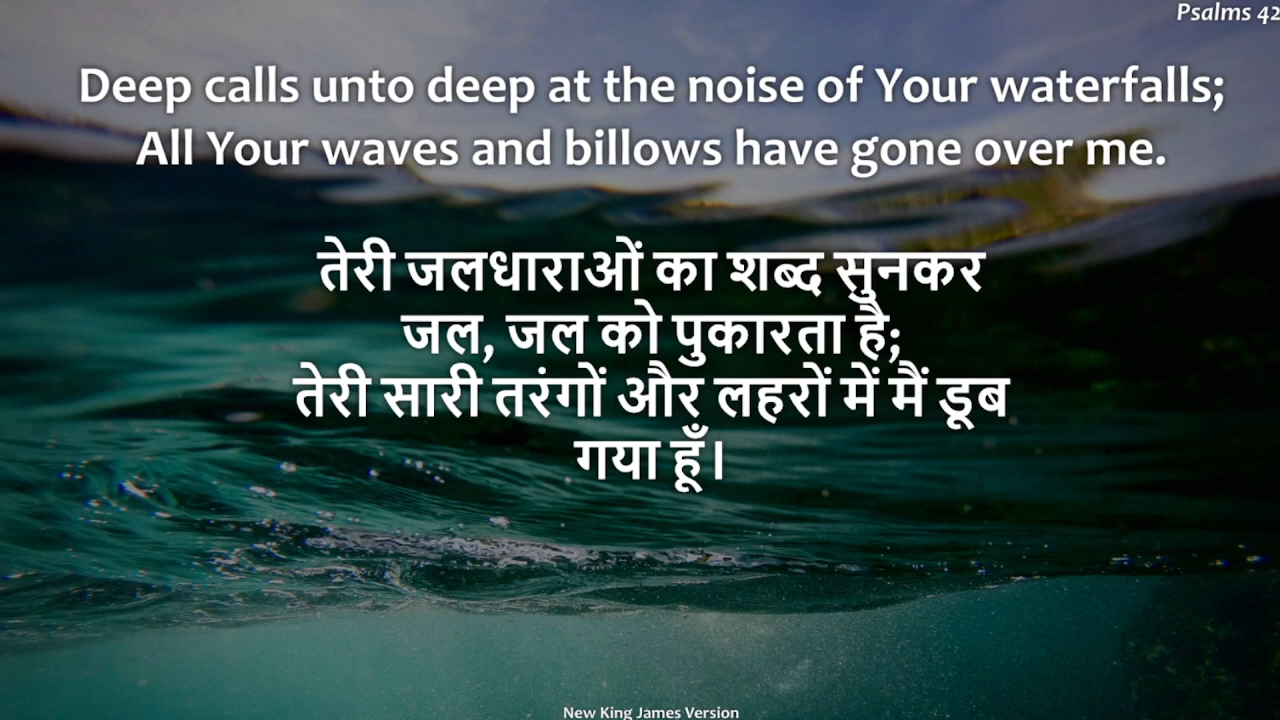 Psalms 42
Deep calls unto deep at the noise of Your waterfalls;
All Your waves and billows have gone over me.
तेरी जलधाराओं का शब्द सुनकर
जल, जल को पुकारता है;
तेरी सारी तरंगों और लहरों में मैं डूब
गया हूँ।
New King James Version